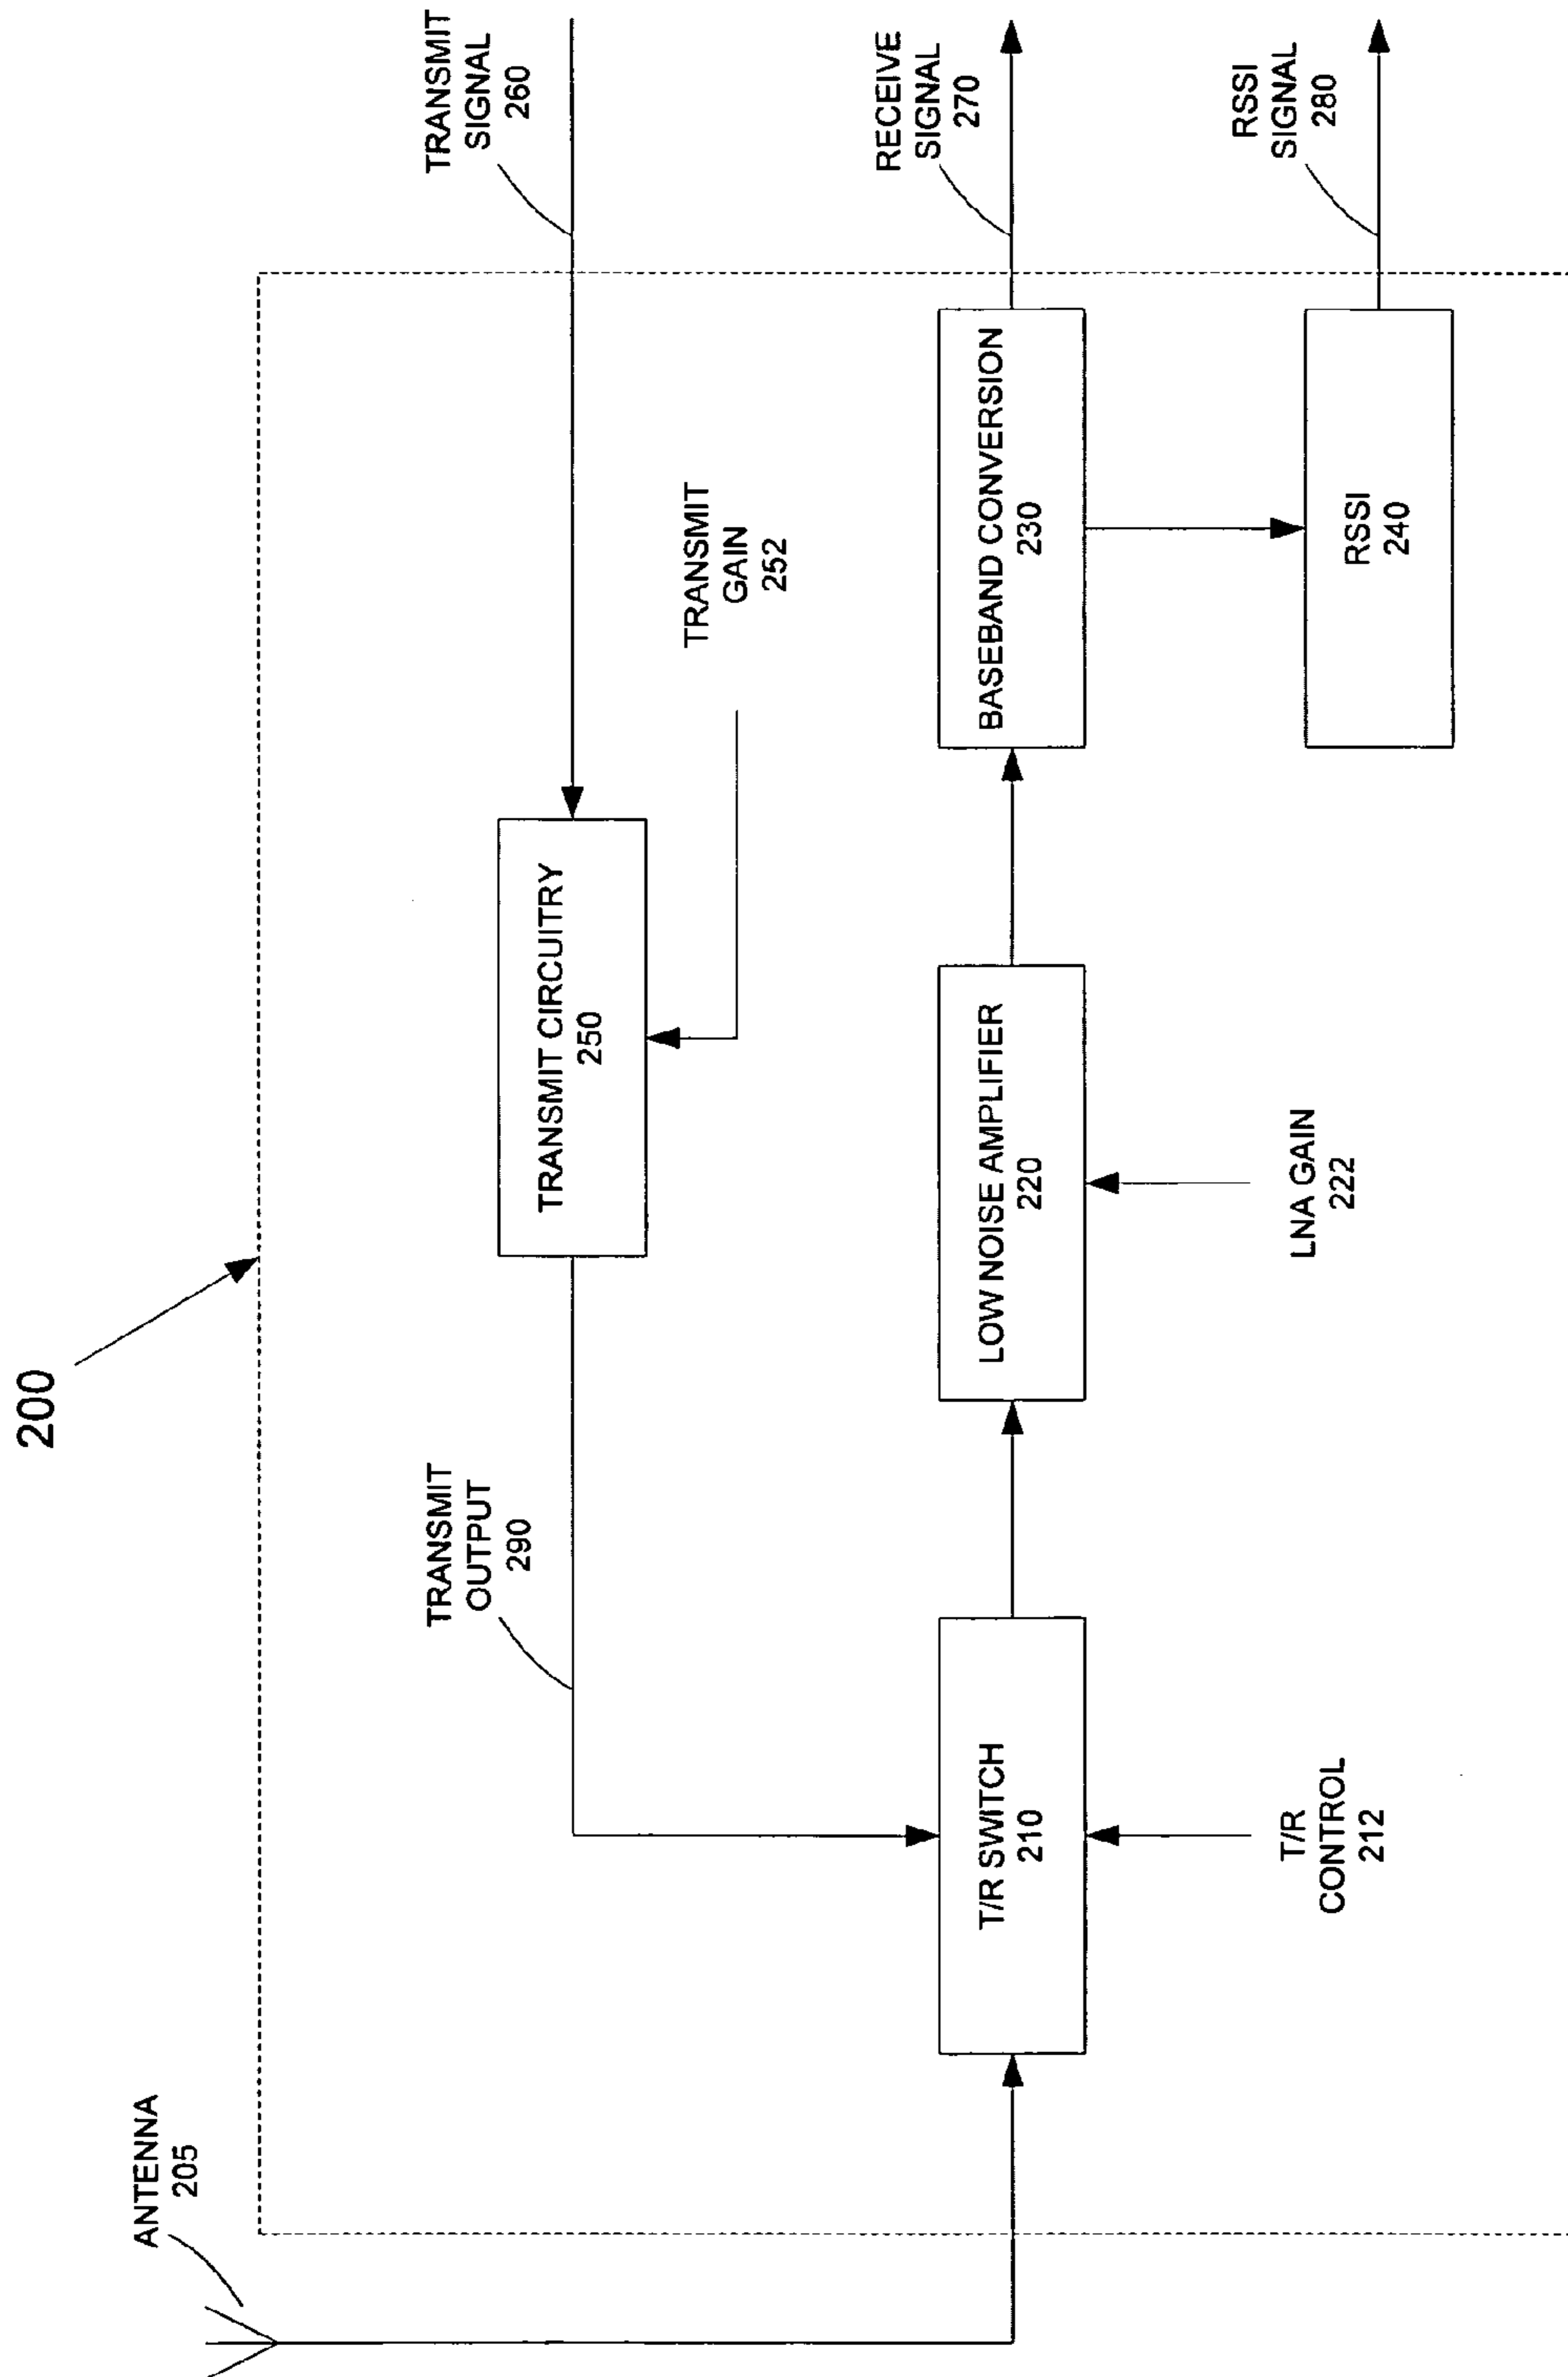 200
ANTENNA
205
TRANSMIT
OUTPUT
290
TRANSMIT
SIGNAL
260
TRANSMIT CIRCUITRY
250
TRANSMIT
GAIN
252
T/R SWITCH
210
LOW NOISE AMPLIFIER
220
BASEBAND CONVERSION
230
RECEIVE
SIGNAL
270
T/R
CONTROL
212
LNA GAIN
222
RSSI
240
RSSI
SIGNAL
280